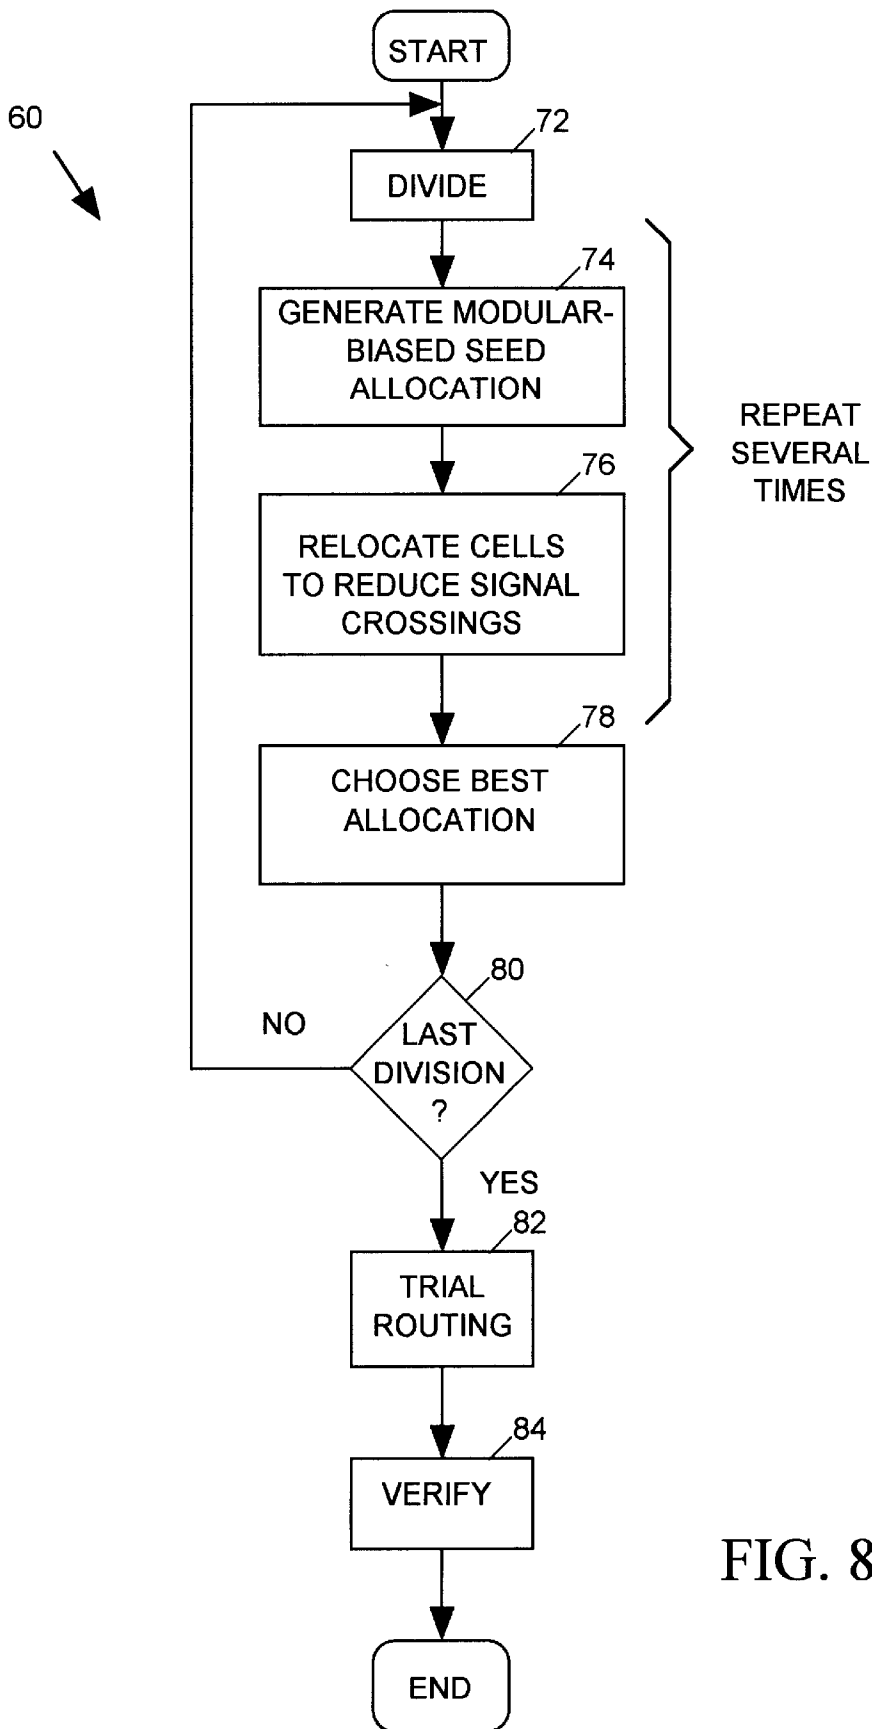 START
60
72
DIVIDE
74
GENERATE MODULAR-
BIASED SEED
ALLOCATION
REPEAT
SEVERAL
TIMES
76
RELOCATE CELLS
TO REDUCE SIGNAL
CROSSINGS
78
CHOOSE BEST
ALLOCATION
80
NO
LAST
DIVISION
?
YES
82
TRIAL
ROUTING
84
VERIFY
FIG. 8
END